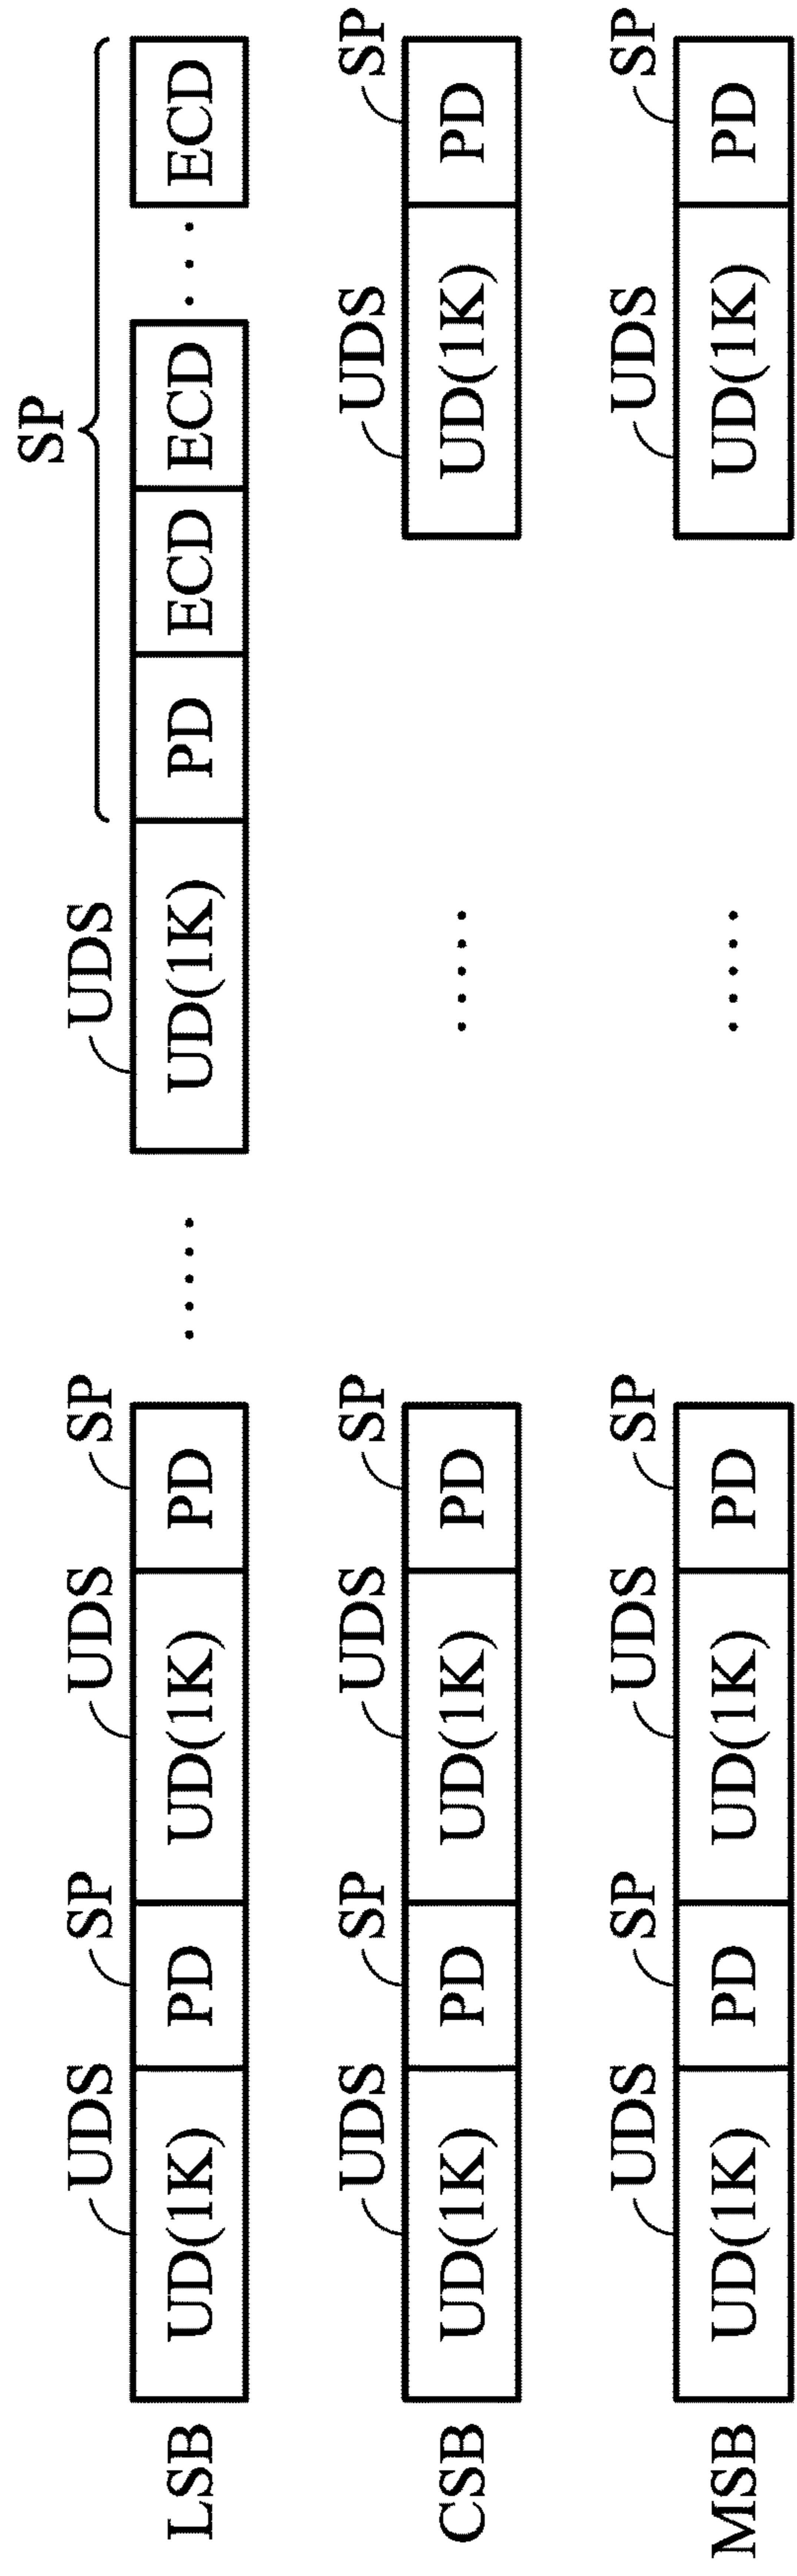 UDS SP UDS SP UDS SP
LSB UD(1K) PD UD(1K) PD ····· UD(1K) PD ECD ECD ··· ECD
UDS SP UDS SP UDS SP
CSB UD(1K) PD UD(1K) PD ····· UD(1K) PD
UDS SP UDS SP UDS SP
MSB UD(1K) PD UD(1K) PD ····· UD(1K) PD